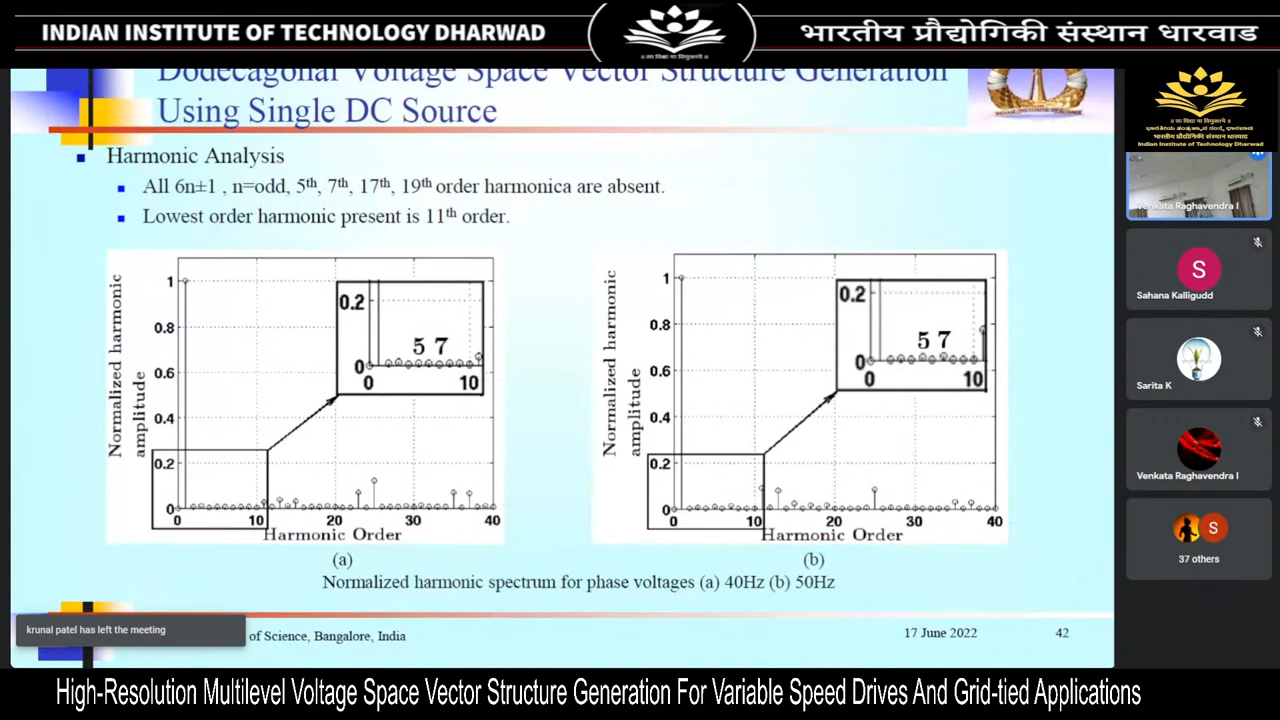 INDIAN INSTITUTE OF TECHNOLOGY DHARWAD
भारतीय प्रौद्योगिकी संस्थान धारवाड
Dodecagonal Voltage Space Vector Structure Generation
Using Single DC Source
Harmonic Analysis
All 6n±1 , n=odd, 5th, 7th, 17th, 19th order harmonica are absent.
Lowest order harmonic present is 11th order.
Normalized harmonic
amplitude
1
0.8
0.6
0.4
0.2
0
0 10 20 30 40
Harmonic Order
0.2
0
5 7
0 10
(a)
Normalized harmonic
amplitude
1
0.8
0.6
0.4
0.2
0
0 10 20 30 40
Harmonic Order
0.2
0
5 7
0 10
(b)
Normalized harmonic spectrum for phase voltages (a) 40Hz (b) 50Hz
krunal patel has left the meeting
of Science, Bangalore, India
17 June 2022
42
Indian Institute of Technology Dharwad
Venkata Raghavendra I
S
Sahana Kalligudd
Sarita K
Venkata Raghavendra I
S
37 others
High-Resolution Multilevel Voltage Space Vector Structure Generation For Variable Speed Drives And Grid-tied Applications